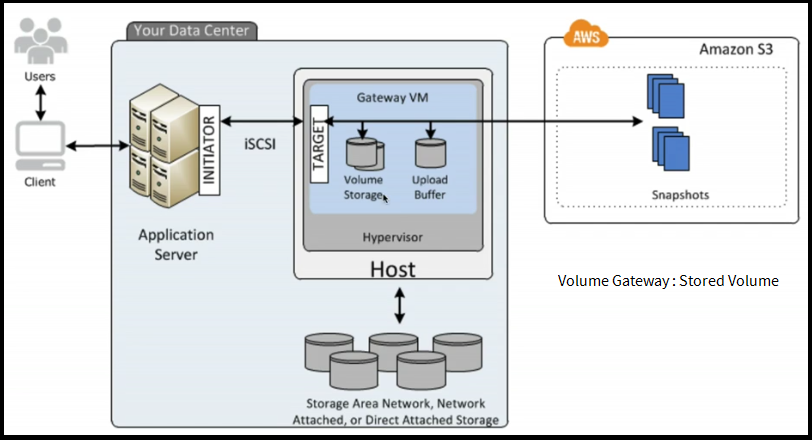 Your Data Center
AWS
Amazon S3
Users
Gateway VM
INITIATOR
iSCSI
TARGET
Client
Volume
Storage
Upload
Buffer
Snapshots
Application
Server
Hypervisor
Host
Volume Gateway : Stored Volume
Storage Area Network, Network
Attached, or Direct Attached Storage